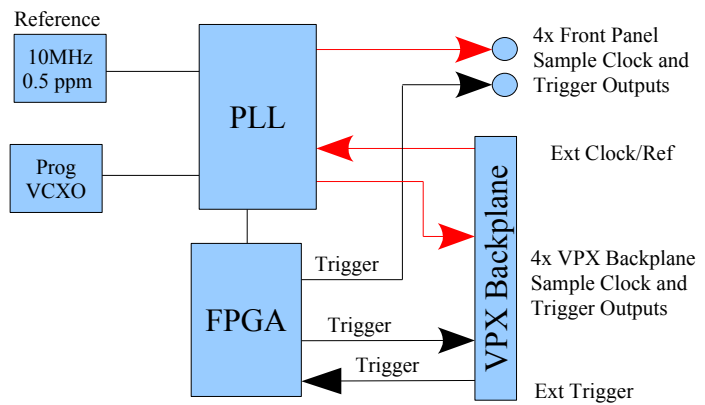 Reference
10MHz
0.5 ppm
PLL
4x Front Panel
Sample Clock and
Trigger Outputs
Prog
VCXO
Ext Clock/Ref
VPX Backplane
4x VPX Backplane
Sample Clock and
Trigger Outputs
FPGA
Trigger
Trigger
Trigger
Ext Trigger